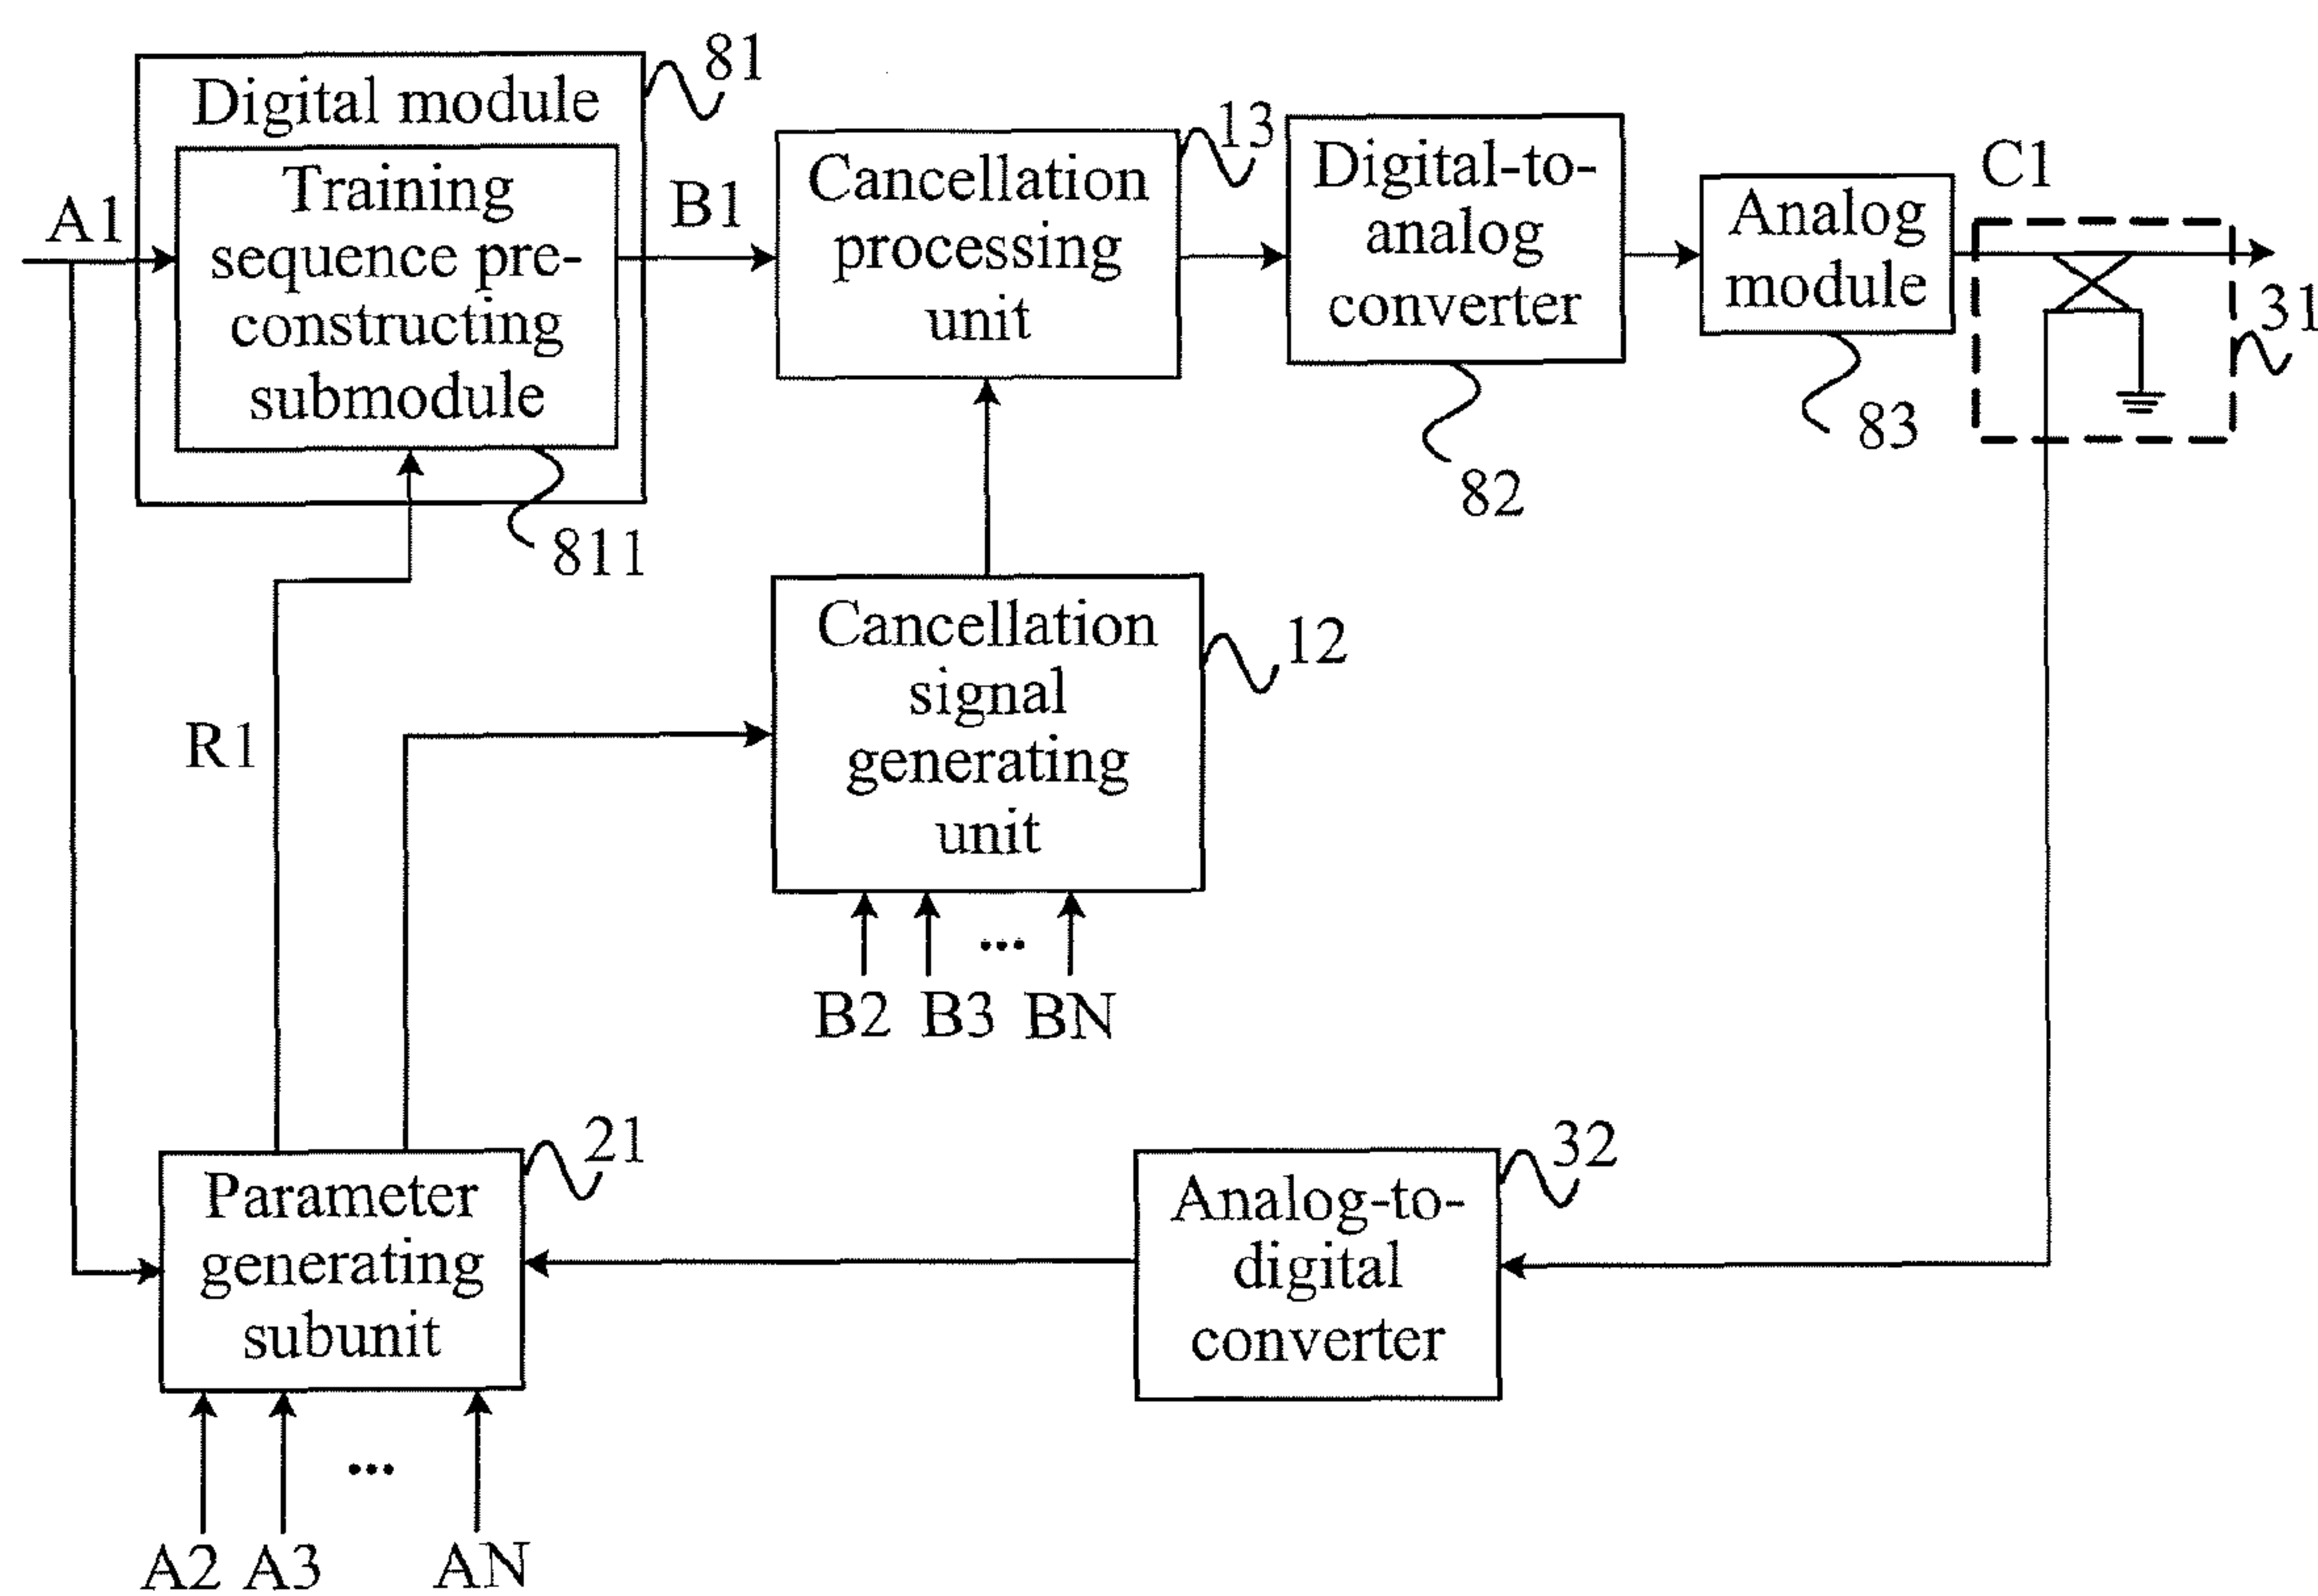 Digital module
81
Training
sequence pre-
constructing
submodule
811
A1
B1
Cancellation
processing
unit
13
Digital-to-
analog
converter
82
Analog
module
83
C1
31
R1
Cancellation
signal
generating
unit
12
B2 B3 ... BN
Parameter
generating
subunit
21
Analog-to-
digital
converter
32
A2 A3 ... AN